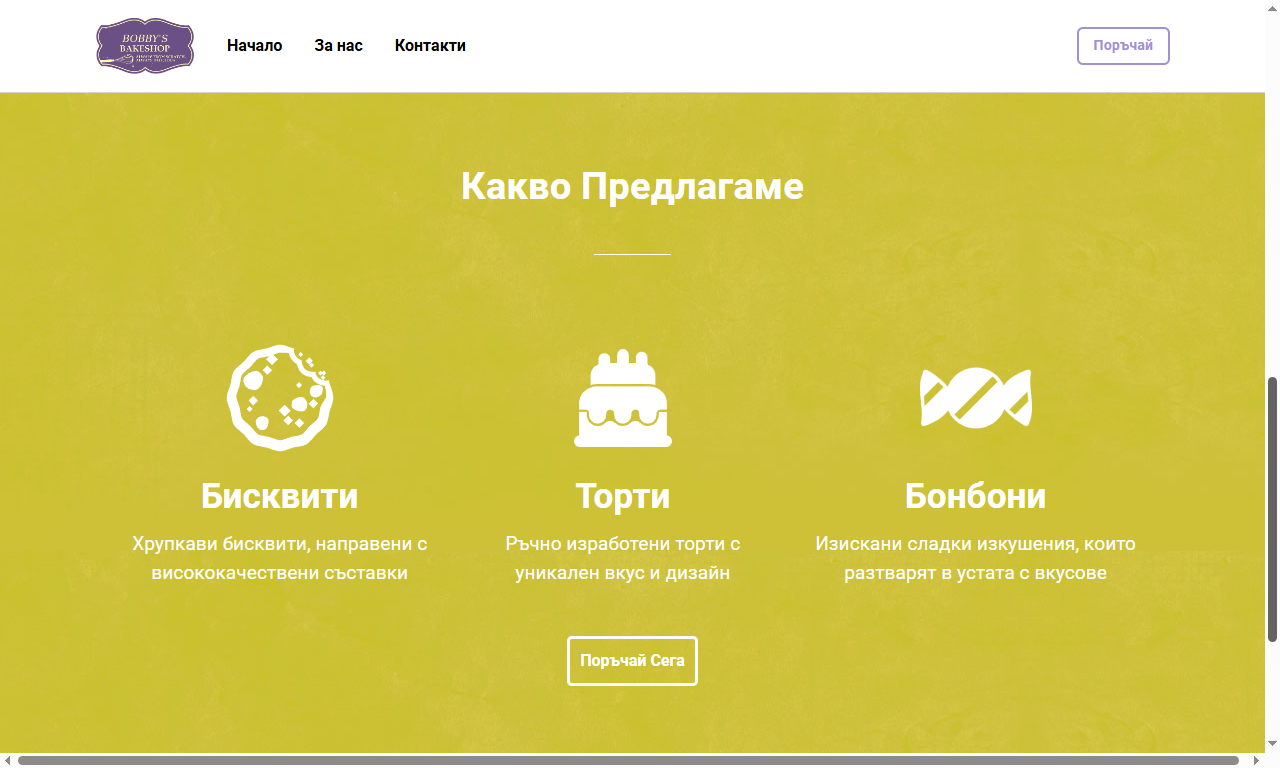 BOBBY'S
BAKESHOP
Начало
За нас
Контакти
Поръчай
Какво Предлагаме
Бисквити
Торти
Бонбони
Хрупкави бисквити, направени с
висококачествени съставки
Ръчно изработени торти с
уникален вкус и дизайн
Изискани сладки изкушения, които
разтварят в устата с вкусове
Поръчай Сега